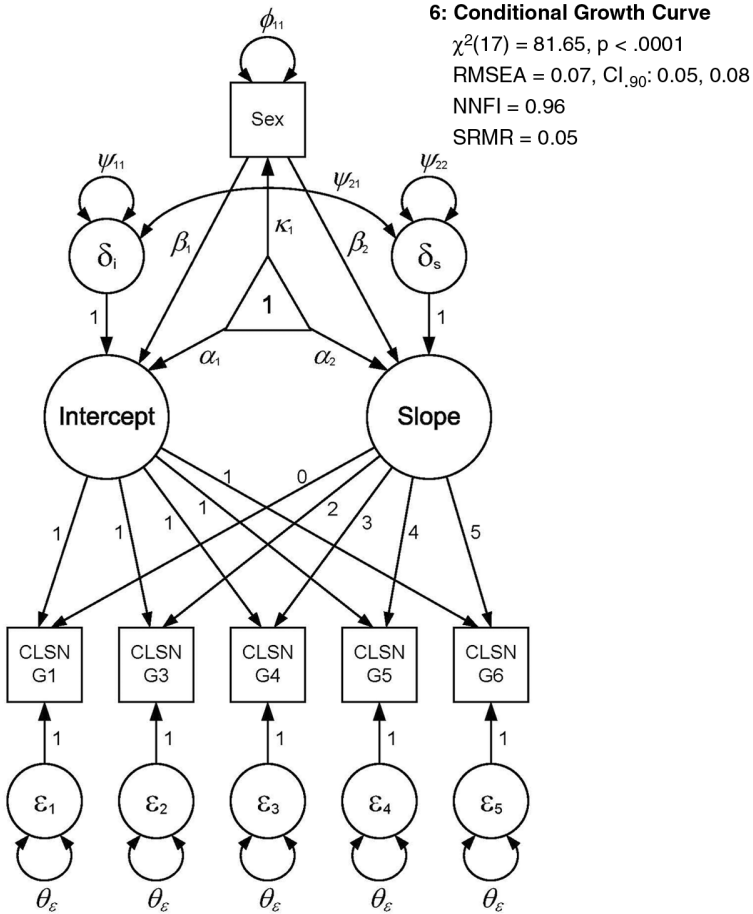 6: Conditional Growth Curve
χ²(17) = 81.65, p < .0001
RMSEA = 0.07, CI.90: 0.05, 0.08
NNFI = 0.96
SRMR = 0.05
ϕ11
Sex
ψ11
ψ21
ψ22
δi
β1
κ1
β2
δs
1
1
1
α1
α2
Intercept
Slope
1
1
1
1
1
0
2
3
4
5
CLSN
G1
CLSN
G3
CLSN
G4
CLSN
G5
CLSN
G6
1
1
1
1
1
ε1
ε2
ε3
ε4
ε5
θε
θε
θε
θε
θε